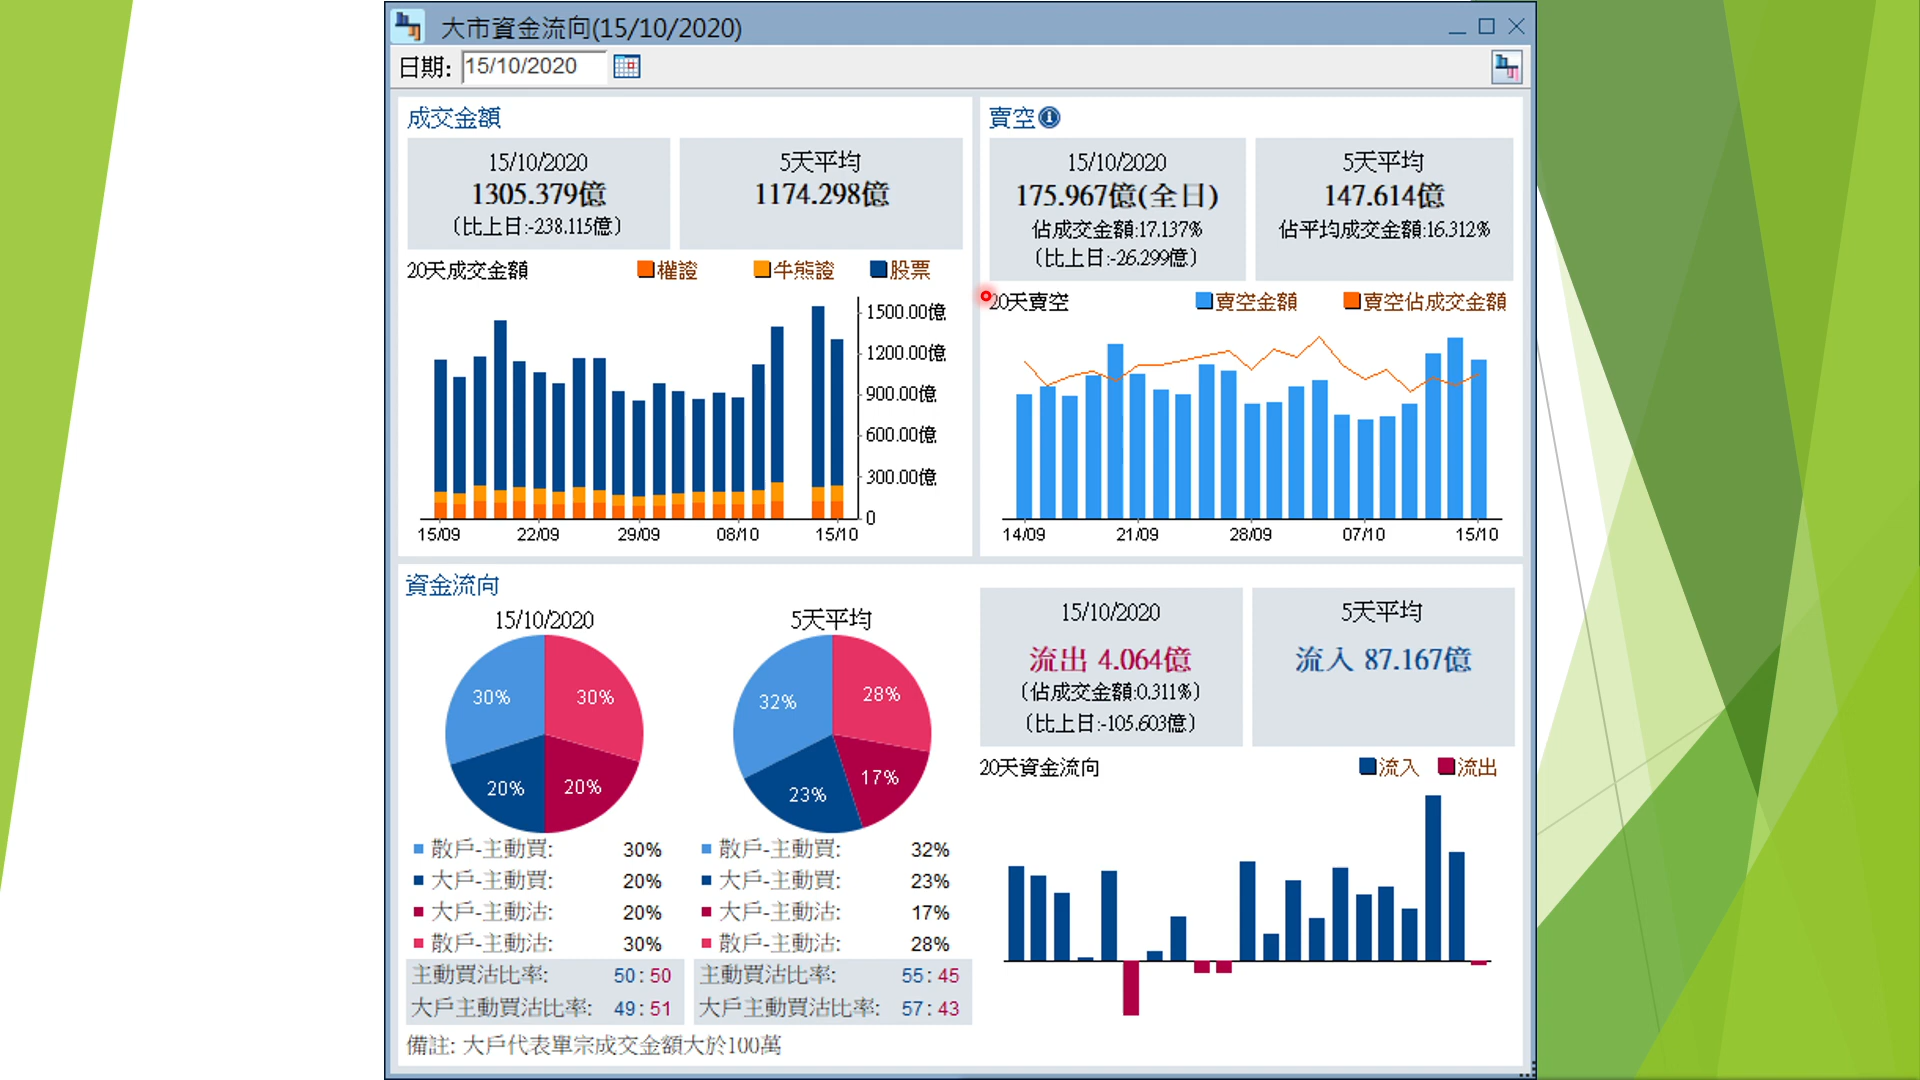 大市資金流向(15/10/2020)
日期: 15/10/2020
成交金額
15/10/2020
1305.379億
(比上日:-238.115億)
5天平均
1174.298億
20天成交金額
權證
牛熊證
股票
1500.00億
1200.00億
900.00億
600.00億
300.00億
0
15/09
22/09
29/09
08/10
15/10
賣空
15/10/2020
175.967億(全日)
佔成交金額:17.137%
(比上日:-26.299億)
5天平均
147.614億
佔平均成交金額:16.312%
20天賣空
賣空金額
賣空佔成交金額
14/09
21/09
28/09
07/10
15/10
資金流向
15/10/2020
30%
30%
20%
20%
散戶-主動買: 30%
大戶-主動買: 20%
大戶-主動沽: 20%
散戶-主動沽: 30%
主動買沽比率: 50:50
大戶主動買沽比率: 49:51
5天平均
32%
28%
23%
17%
散戶-主動買: 32%
大戶-主動買: 23%
大戶-主動沽: 17%
散戶-主動沽: 28%
主動買沽比率: 55:45
大戶主動買沽比率: 57:43
備註: 大戶代表單宗成交金額大於100萬
15/10/2020
流出 4.064億
(佔成交金額:0.311%)
(比上日:-105.603億)
5天平均
流入 87.167億
20天資金流向
流入
流出